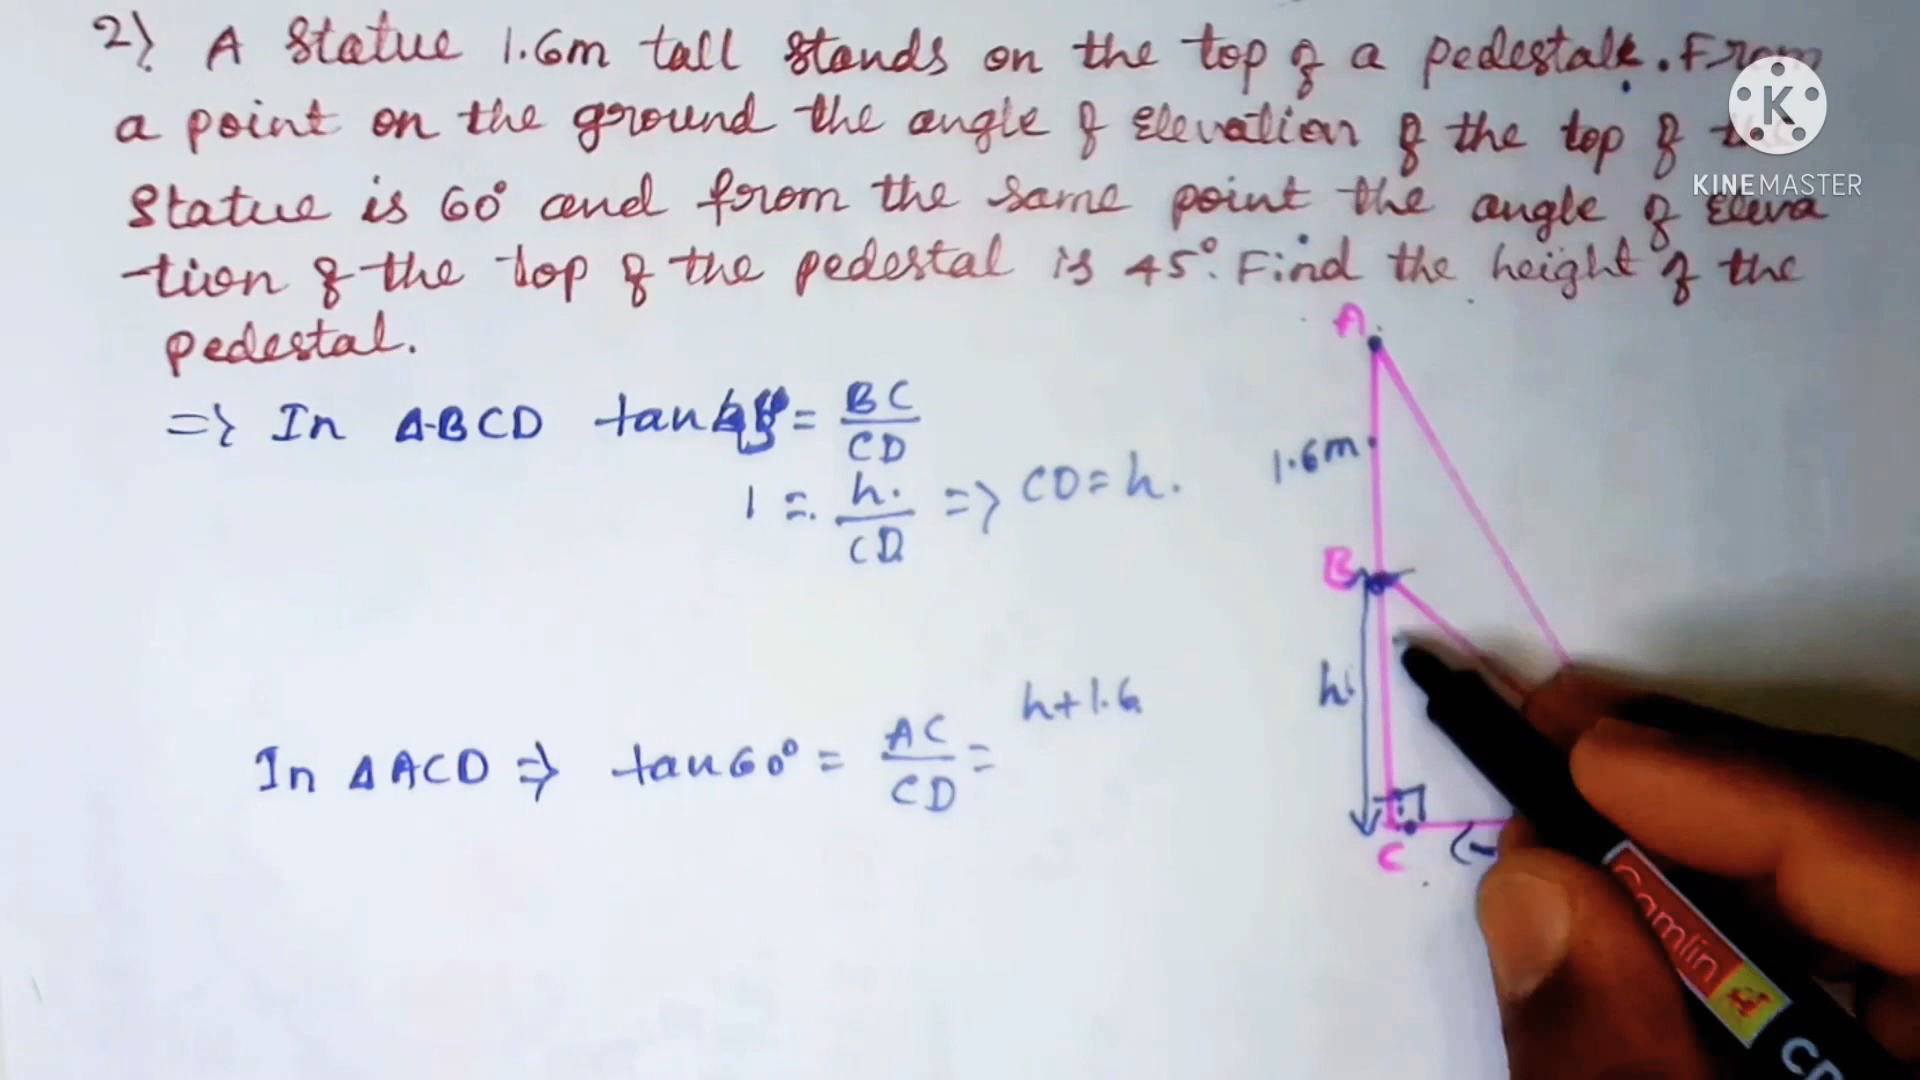 2) A statue 1.6m tall stands on the top of a pedestale. From
a point on the ground the angle of elevation of the top of the
statue is 60° and from the same point the angle of eleva
-tion of the top of the pedestal is 45°. Find the height of the
pedestal.
=> In ΔBCD tan45° = BC/CD
1 = h/CD => CD = h.
In ΔACD => tan60° = AC/CD =
h+1.6
A
1.6m
B
h
C
K
KINEMASTER
Camlin